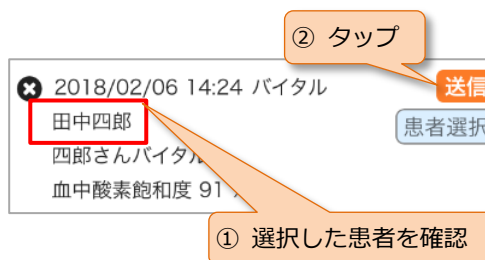 ② タップ
2018/02/06 14:24 バイタル
送信
田中四郎
患者選択
四郎さんバイタル
血中酸素飽和度 91
① 選択した患者を確認